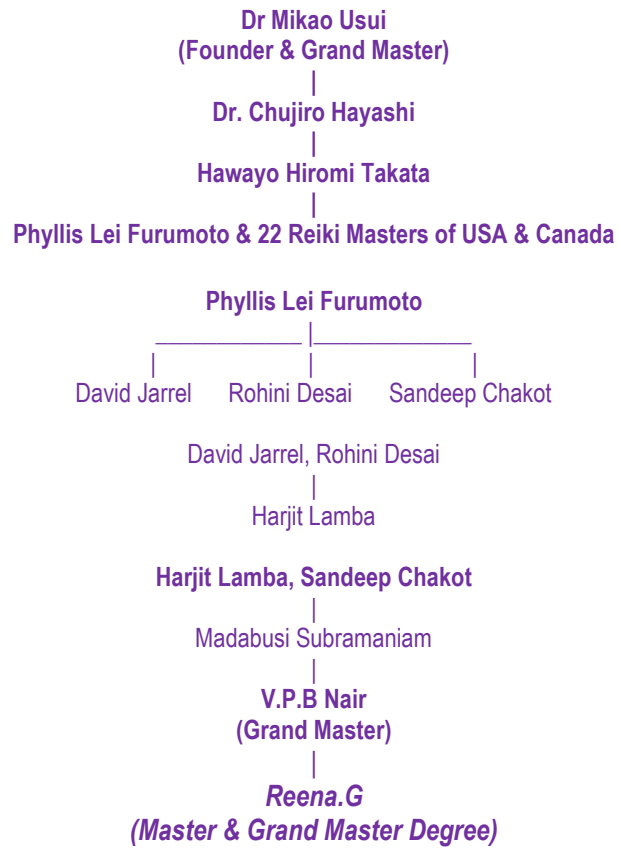 Dr Mikao Usui
(Founder & Grand Master)
|
Dr. Chujiro Hayashi
|
Hawayo Hiromi Takata
|
Phyllis Lei Furumoto & 22 Reiki Masters of USA & Canada
Phyllis Lei Furumoto
____________ |_____________
| | |
David Jarrel Rohini Desai Sandeep Chakot
David Jarrel, Rohini Desai
|
Harjit Lamba
Harjit Lamba, Sandeep Chakot
|
Madabusi Subramaniam
|
V.P.B Nair
(Grand Master)
|
Reena.G
(Master & Grand Master Degree)